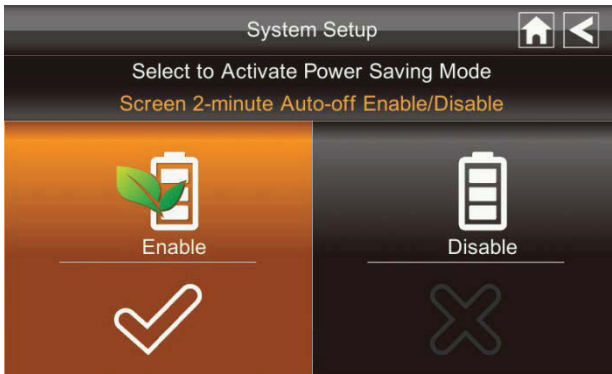 System Setup
Select to Activate Power Saving Mode
Screen 2-minute Auto-off Enable/Disable
Enable
Disable